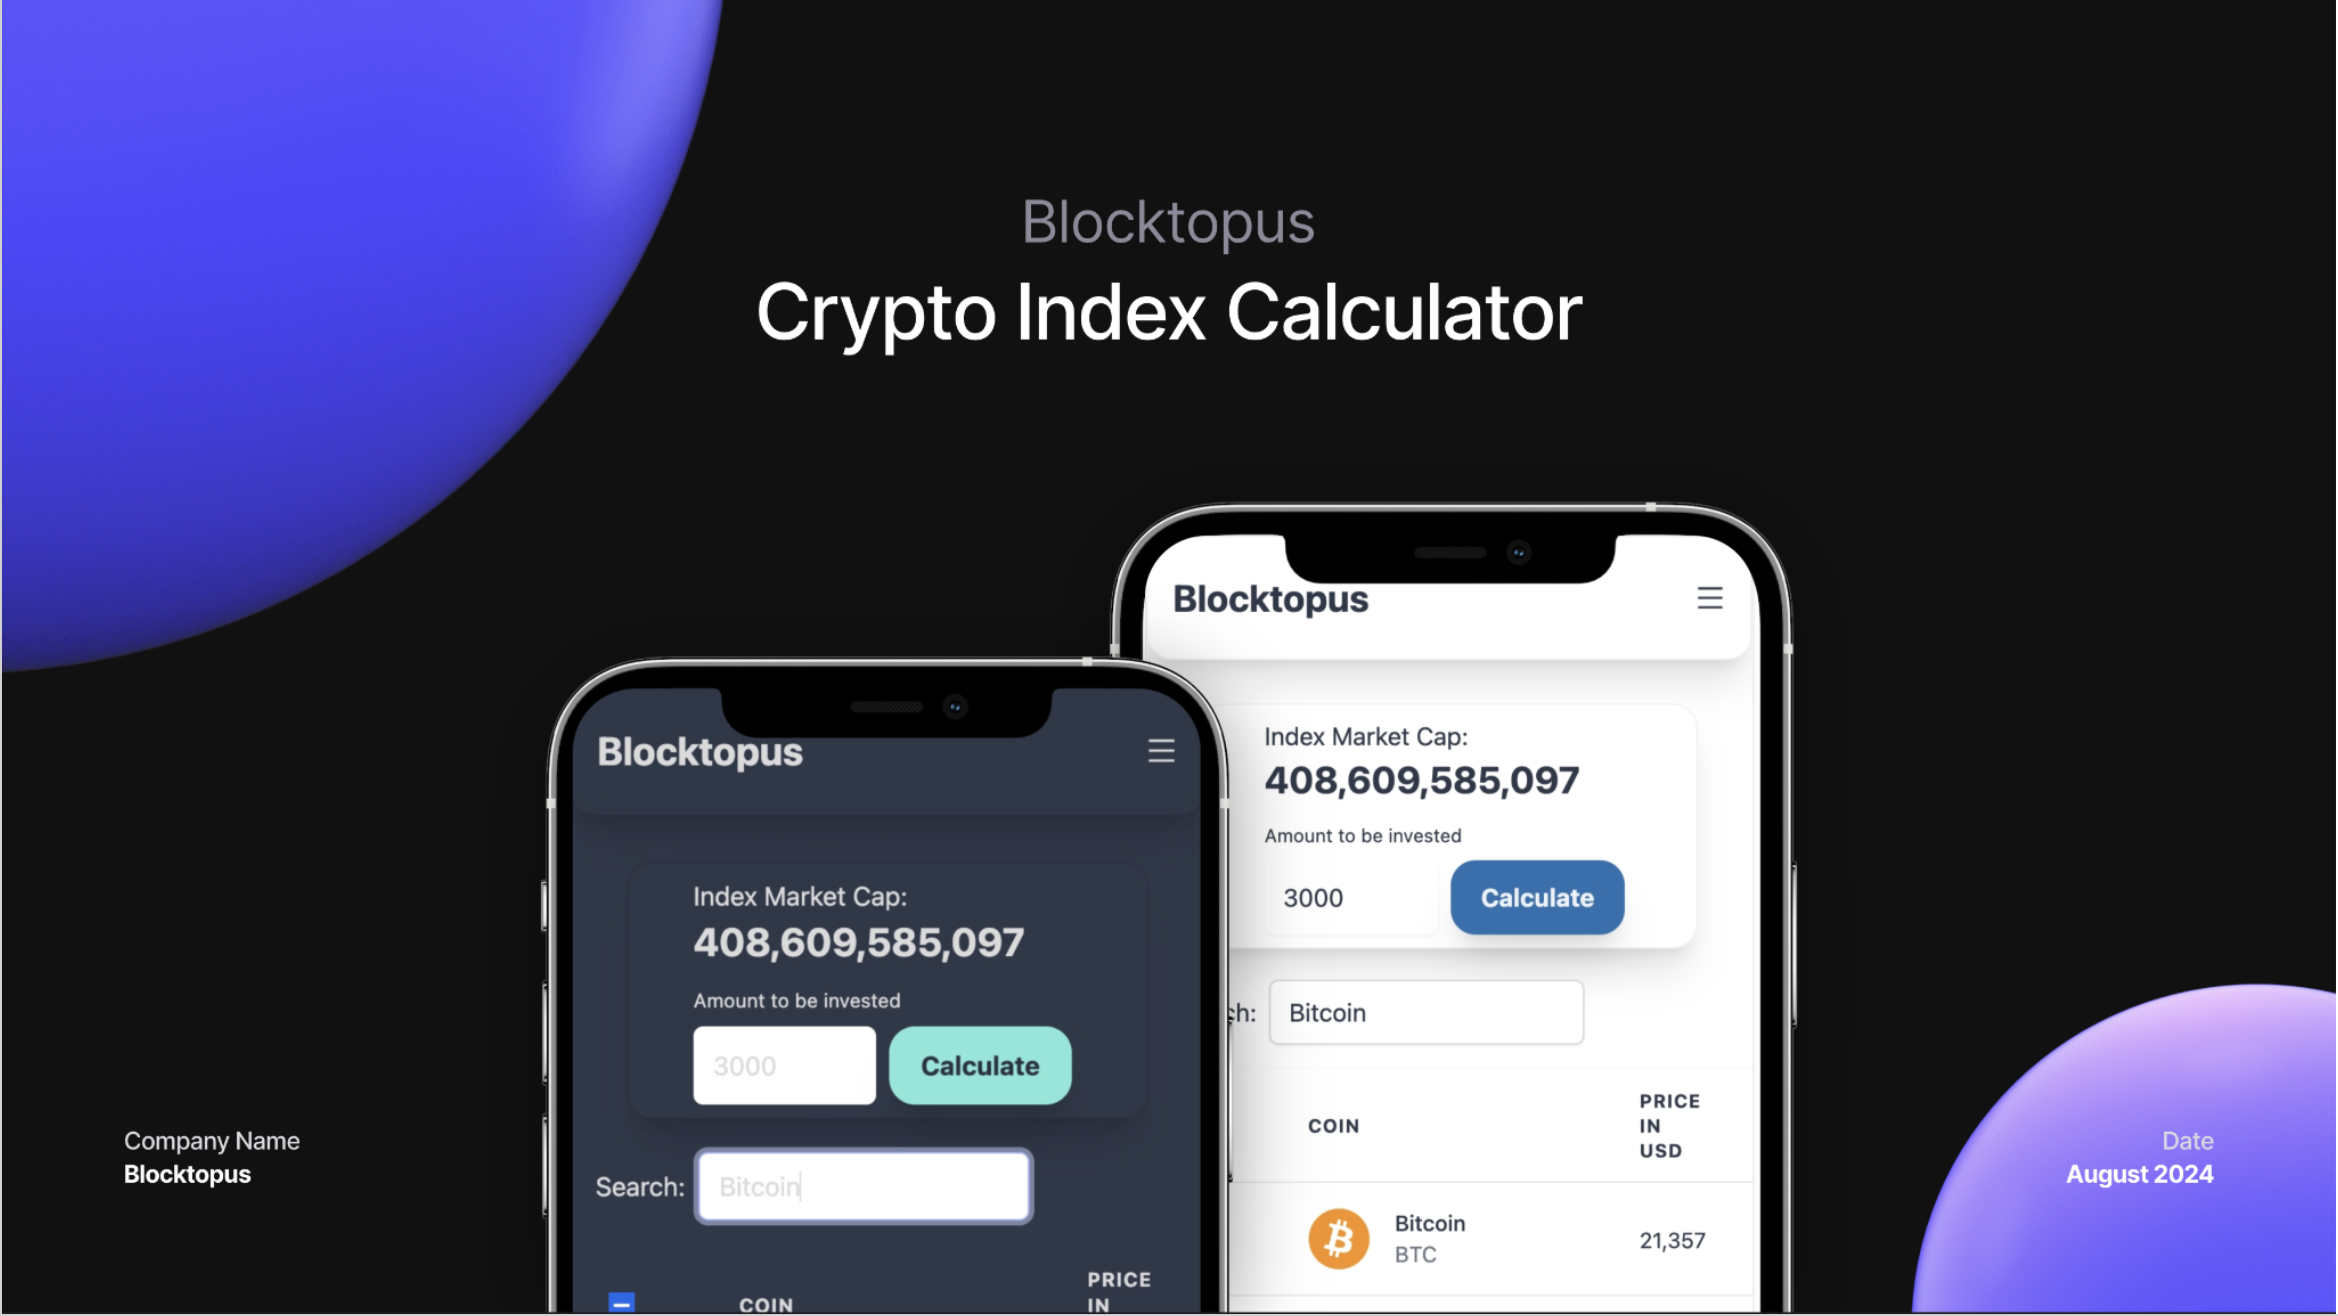 Blocktopus
Crypto Index Calculator
Blocktopus
Index Market Cap:
408,609,585,097
Amount to be invested
3000
Calculate
Search:
Bitcoin
COIN
PRICE
IN
Blocktopus
Index Market Cap:
408,609,585,097
Amount to be invested
3000
Calculate
ch:
Bitcoin
COIN
PRICE
IN
USD
Bitcoin
BTC
21,357
Company Name
Blocktopus
Date
August 2024